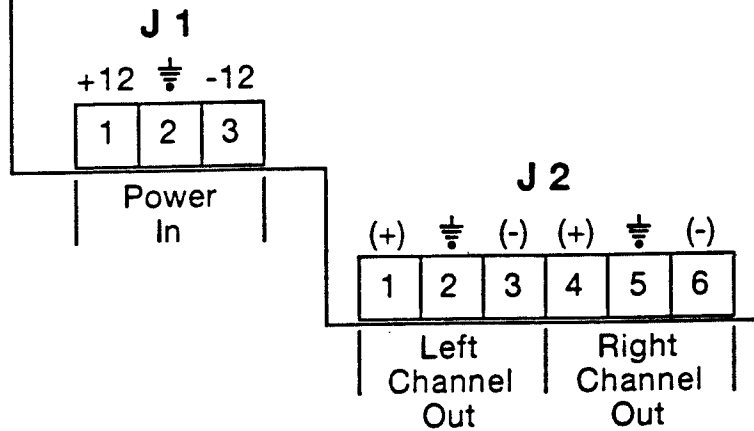 J 1
+12 -12
1 2 3
Power
In
J 2
(+) (-) (+) (-)
1 2 3 4 5 6
Left Right
Channel Channel
Out Out